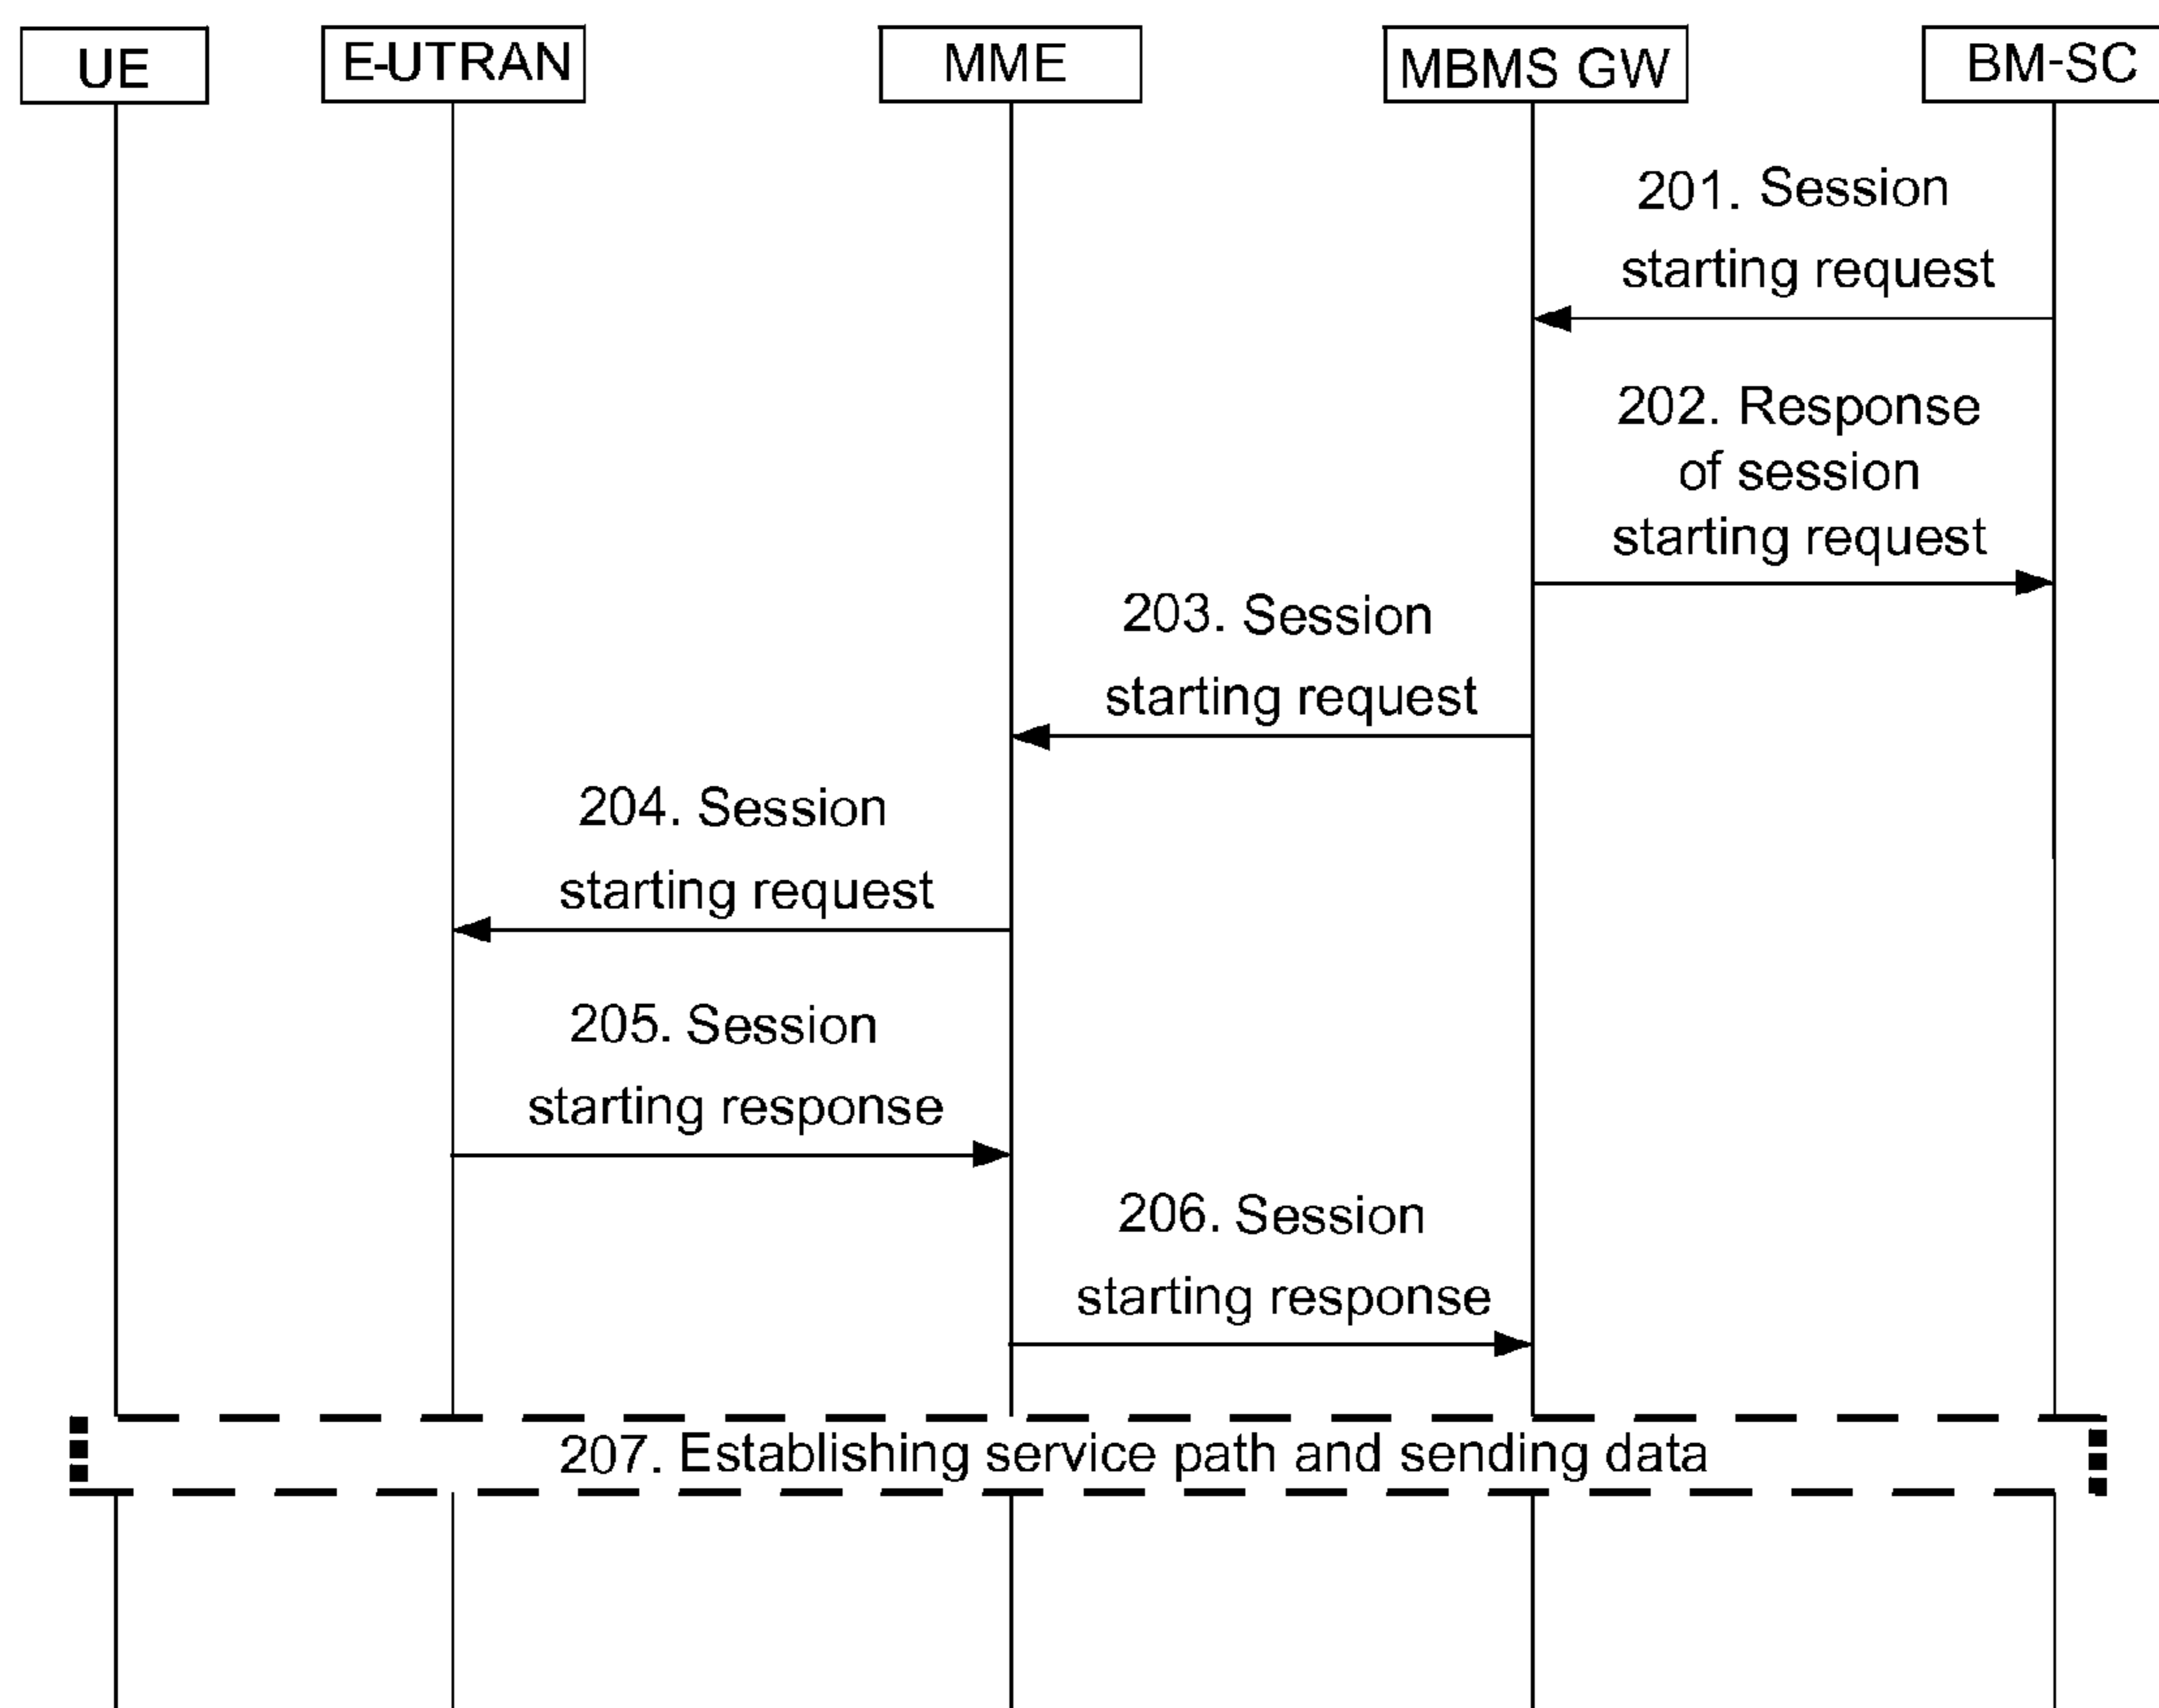 UE
E-UTRAN
MME
MBMS GW
BM-SC
201. Session
starting request
202. Response
of session
starting request
203. Session
starting request
204. Session
starting request
205. Session
starting response
206. Session
starting response
207. Establishing service path and sending data